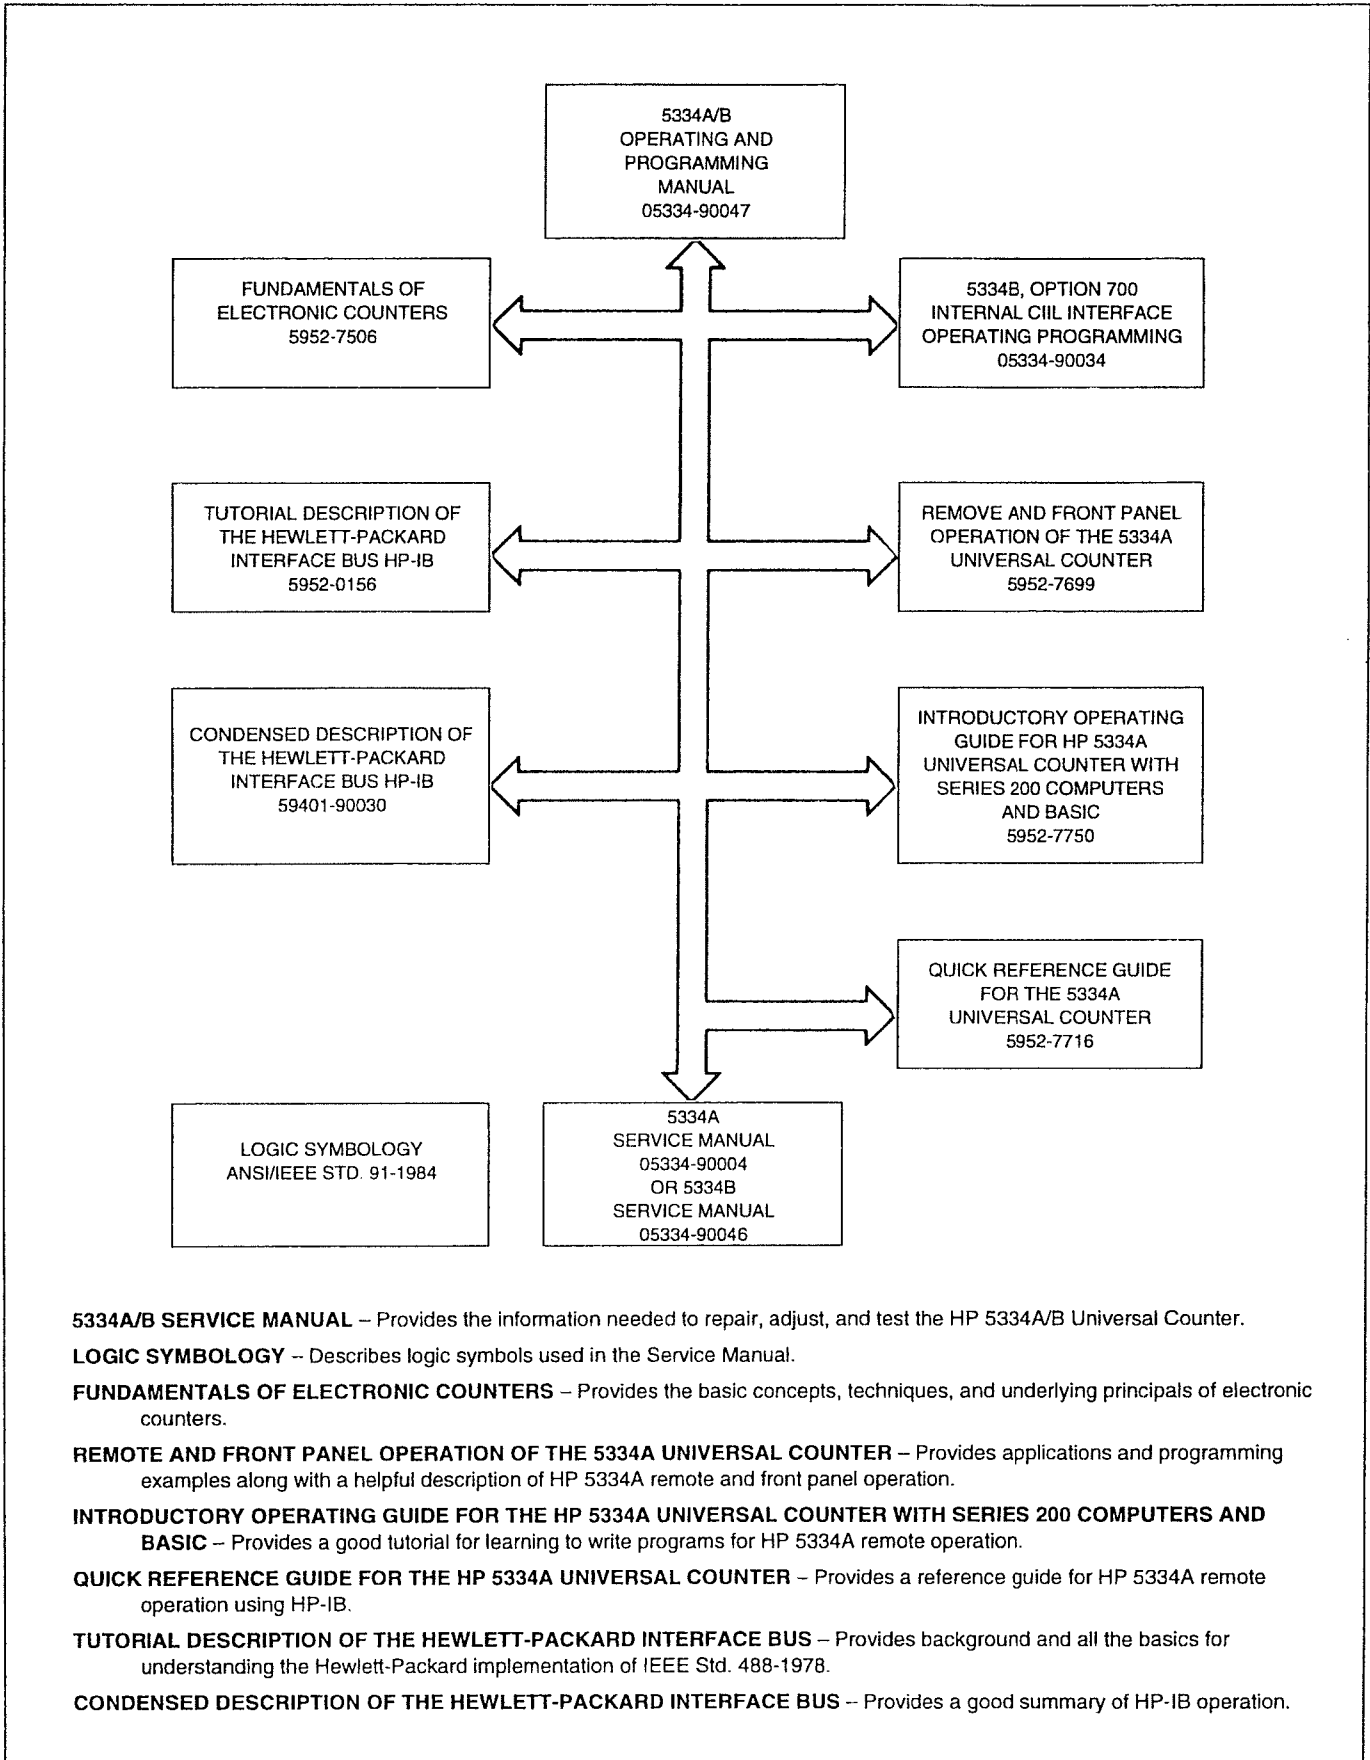 5334A/B
OPERATING AND
PROGRAMMING
MANUAL
05334-90047
FUNDAMENTALS OF
ELECTRONIC COUNTERS
5952-7506
5334B, OPTION 700
INTERNAL CIIL INTERFACE
OPERATING PROGRAMMING
05334-90034
TUTORIAL DESCRIPTION OF
THE HEWLETT-PACKARD
INTERFACE BUS HP-IB
5952-0156
REMOVE AND FRONT PANEL
OPERATION OF THE 5334A
UNIVERSAL COUNTER
5952-7699
CONDENSED DESCRIPTION OF
THE HEWLETT-PACKARD
INTERFACE BUS HP-IB
59401-90030
INTRODUCTORY OPERATING
GUIDE FOR HP 5334A
UNIVERSAL COUNTER WITH
SERIES 200 COMPUTERS
AND BASIC
5952-7750
QUICK REFERENCE GUIDE
FOR THE 5334A
UNIVERSAL COUNTER
5952-7716
LOGIC SYMBOLOGY
ANSI/IEEE STD. 91-1984
5334A
SERVICE MANUAL
05334-90004
OR 5334B
SERVICE MANUAL
05334-90046
5334A/B SERVICE MANUAL – Provides the information needed to repair, adjust, and test the HP 5334A/B Universal Counter.
LOGIC SYMBOLOGY – Describes logic symbols used in the Service Manual.
FUNDAMENTALS OF ELECTRONIC COUNTERS – Provides the basic concepts, techniques, and underlying principals of electronic
counters.
REMOTE AND FRONT PANEL OPERATION OF THE 5334A UNIVERSAL COUNTER – Provides applications and programming
examples along with a helpful description of HP 5334A remote and front panel operation.
INTRODUCTORY OPERATING GUIDE FOR THE HP 5334A UNIVERSAL COUNTER WITH SERIES 200 COMPUTERS AND
BASIC – Provides a good tutorial for learning to write programs for HP 5334A remote operation.
QUICK REFERENCE GUIDE FOR THE HP 5334A UNIVERSAL COUNTER – Provides a reference guide for HP 5334A remote
operation using HP-IB.
TUTORIAL DESCRIPTION OF THE HEWLETT-PACKARD INTERFACE BUS – Provides background and all the basics for
understanding the Hewlett-Packard implementation of IEEE Std. 488-1978.
CONDENSED DESCRIPTION OF THE HEWLETT-PACKARD INTERFACE BUS – Provides a good summary of HP-IB operation.